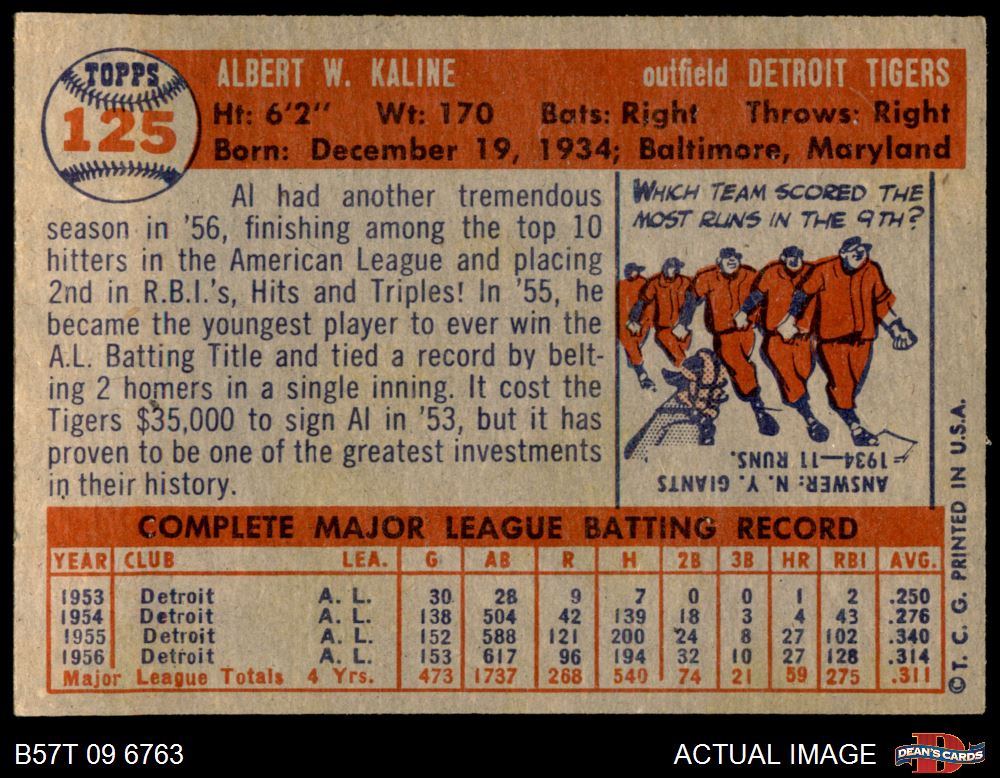 TOPPS
125
ALBERT W. KALINE outfield DETROIT TIGERS
Ht: 6'2" Wt: 170 Bats: Right Throws: Right
Born: December 19, 1934; Baltimore, Maryland
Al had another tremendous
season in '56, finishing among the top 10
hitters in the American League and placing
2nd in R.B.I.'s, Hits and Triples! In '55, he
became the youngest player to ever win the
A.L. Batting Title and tied a record by belt-
ing 2 homers in a single inning. It cost the
Tigers $35,000 to sign Al in '53, but it has
proven to be one of the greatest investments
in their history.
WHICH TEAM SCORED THE
MOST RUNS IN THE 9TH?
ANSWER: N.Y. GIANTS
=1934—11 RUNS.
COMPLETE MAJOR LEAGUE BATTING RECORD
YEAR CLUB LEA. G AB R H 2B 3B HR RBI AVG.
1953 Detroit A. L. 30 28 9 7 0 0 1 2 .250
1954 Detroit A. L. 138 504 42 139 18 3 4 43 .276
1955 Detroit A. L. 152 588 121 200 24 8 27 102 .340
1956 Detroit A. L. 153 617 96 194 32 10 27 128 .314
Major League Totals 4 Yrs. 473 1737 268 540 74 21 59 275 .311
© T. C. G. PRINTED IN U.S.A.
B57T 09 6763
ACTUAL IMAGE
DEAN'S CARDS